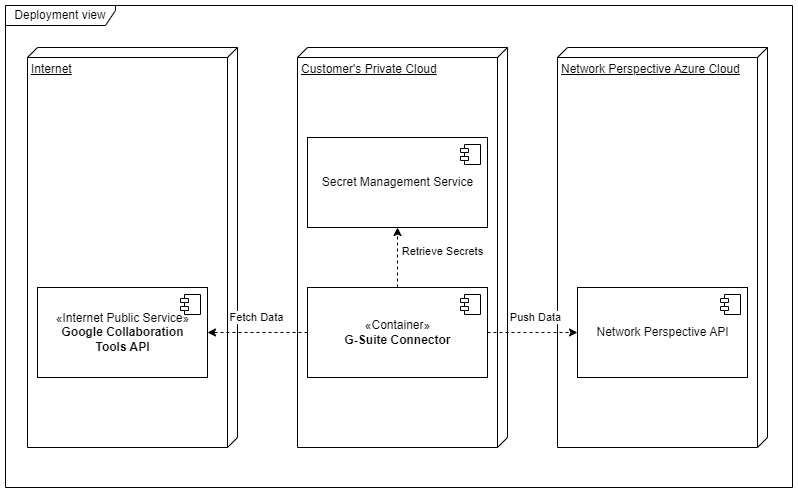 Deployment view
Internet
Customer's Private Cloud
Network Perspective Azure Cloud
Secret Management Service
Retrieve Secrets
«Internet Public Service»
Google Collaboration
Tools API
Fetch Data
«Container»
G-Suite Connector
Push Data
Network Perspective API